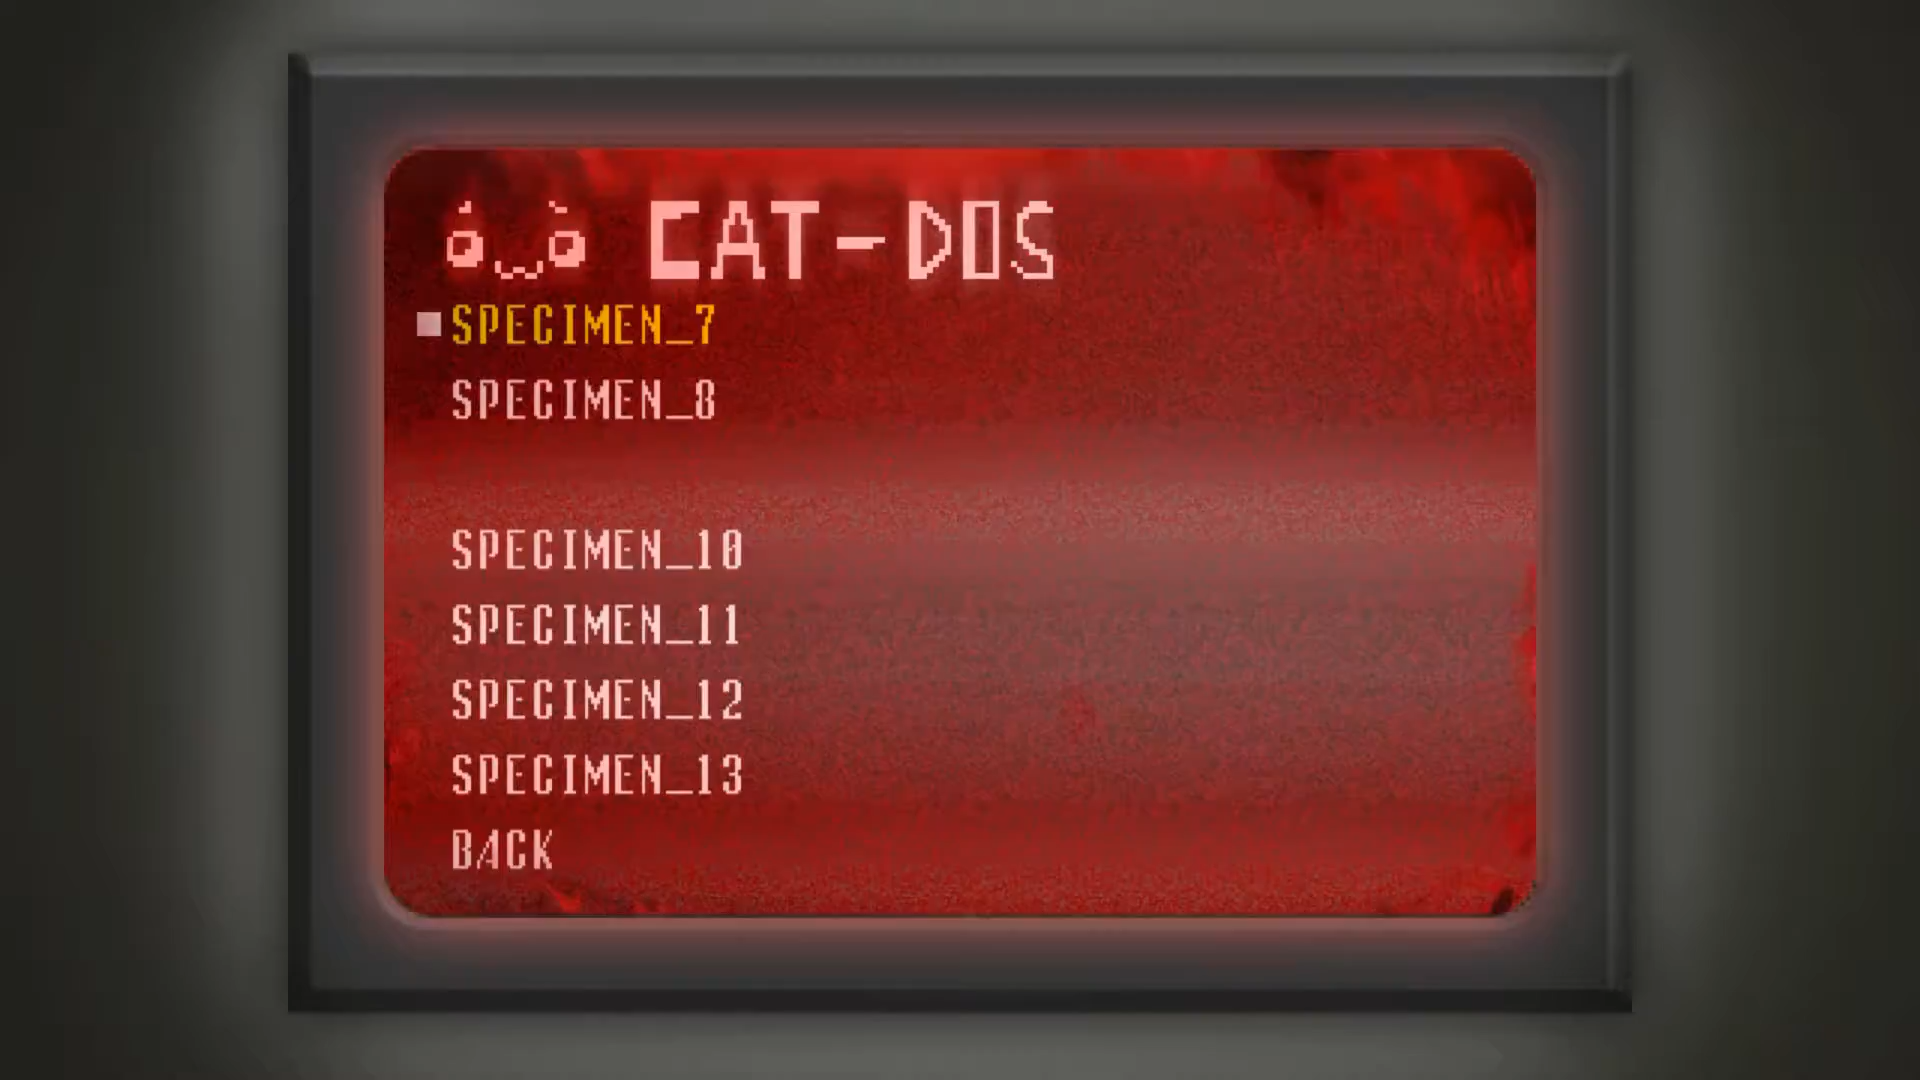 CAT-DOS
SPECIMEN_7
SPECIMEN_8
SPECIMEN_10
SPECIMEN_11
SPECIMEN_12
SPECIMEN_13
BACK